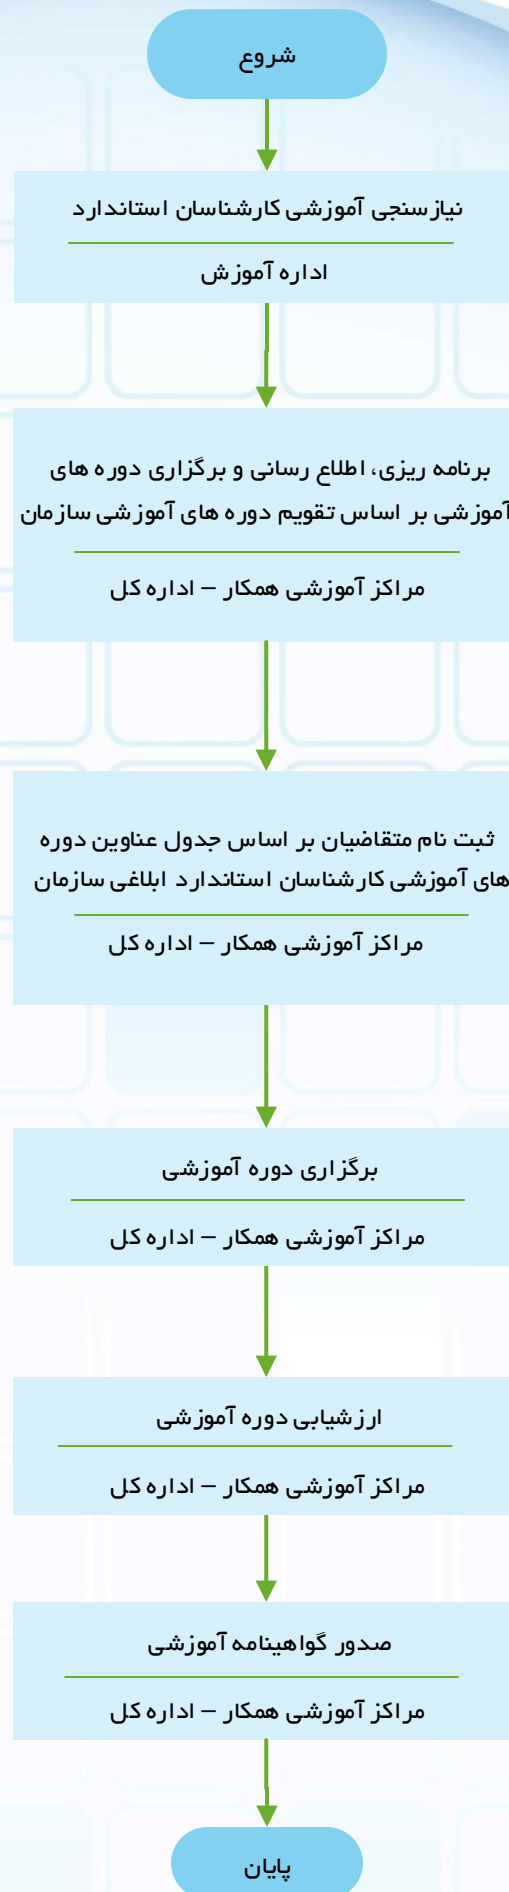 شروع
نیازسنجی آموزشی کارشناسان استاندارد
اداره آموزش
برنامه ریزی، اطلاع رسانی و برگزاری دوره های
آموزشی بر اساس تقویم دوره های آموزشی سازمان
مراکز آموزشی همکار – اداره کل
ثبت نام متقاضیان بر اساس جدول عناوین دوره
های آموزشی کارشناسان استاندارد ابلاغی سازمان
مراکز آموزشی همکار – اداره کل
برگزاری دوره آموزشی
مراکز آموزشی همکار – اداره کل
ارزشیابی دوره آموزشی
مراکز آموزشی همکار – اداره کل
صدور گواهینامه آموزشی
مراکز آموزشی همکار – اداره کل
پایان